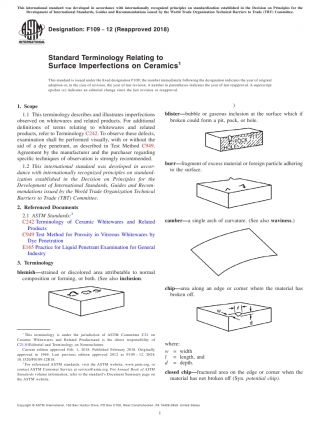 This international standard was developed in accordance with internationally recognized principles on standardization established in the Decision on Principles for the
Development of International Standards, Guides and Recommendations issued by the World Trade Organization Technical Barriers to Trade (TBT) Committee.
Designation: F109 − 12 (Reapproved 2018)
INTERNATIONAL
Standard Terminology Relating to
Surface Imperfections on Ceramics1
This standard is issued under the fixed designation F109; the number immediately following the designation indicates the year of original
adoption or, in the case of revision, the year of last revision. A number in parentheses indicates the year of last reapproval. A superscript
epsilon (ε) indicates an editorial change since the last revision or reapproval.
1. Scope
1.1 This terminology describes and illustrates imperfections
observed on whitewares and related products. For additional
definitions of terms relating to whitewares and related
products, refer to Terminology C242. To observe these defects,
examination shall be performed visually, with or without the
aid of a dye penetrant, as described in Test Method C949.
Agreement by the manufacturer and the purchaser regarding
specific techniques of observation is strongly recommended.
1.2 This international standard was developed in accor-
dance with internationally recognized principles on standard-
ization established in the Decision on Principles for the
Development of International Standards, Guides and Recom-
mendations issued by the World Trade Organization Technical
Barriers to Trade (TBT) Committee.
2. Referenced Documents
2.1 ASTM Standards:2
C242 Terminology of Ceramic Whitewares and Related
Products
C949 Test Method for Porosity in Vitreous Whitewares by
Dye Penetration
E165 Practice for Liquid Penetrant Examination for General
Industry
3. Terminology
blemish—stained or discolored area attributable to normal
composition or forming, or both. (See also inclusion.
1 This terminology is under the jurisdiction of ASTM Committee C21 on
Ceramic Whitewares and Related Products and is the direct responsibility of
C21.03 Editorial and Terminology, on Nomenclature.
Current edition approved Feb. 1, 2018. Published February 2018. Originally
approved in 1969. Last previous edition approved 2012 as F109 – 12. DOI:
10.1520/F0109-12R18.
2 For referenced ASTM standards, visit the ASTM website, www.astm.org, or
contact ASTM Customer Service at service@astm.org. For Annual Book of ASTM
Standards volume information, refer to the standard's Document Summary page on
the ASTM website.
)
blister—bubble or gaseous inclusion at the surface which if
broken could form a pit, pock, or hole.
burr—fragment of excess material or foreign particle adhering
to the surface.
camber—a single arch of curvature. (See also waviness.)
chip—area along an edge or corner where the material has
broken off.
where:
w = width
l = length, and
d = depth.
closed chip—fractured area on the edge or corner when the
material has not broken off (Syn. potential chip).
Copyright © ASTM International, 100 Barr Harbor Drive, PO Box C700, West Conshohocken, PA 19428-2959. United States
1